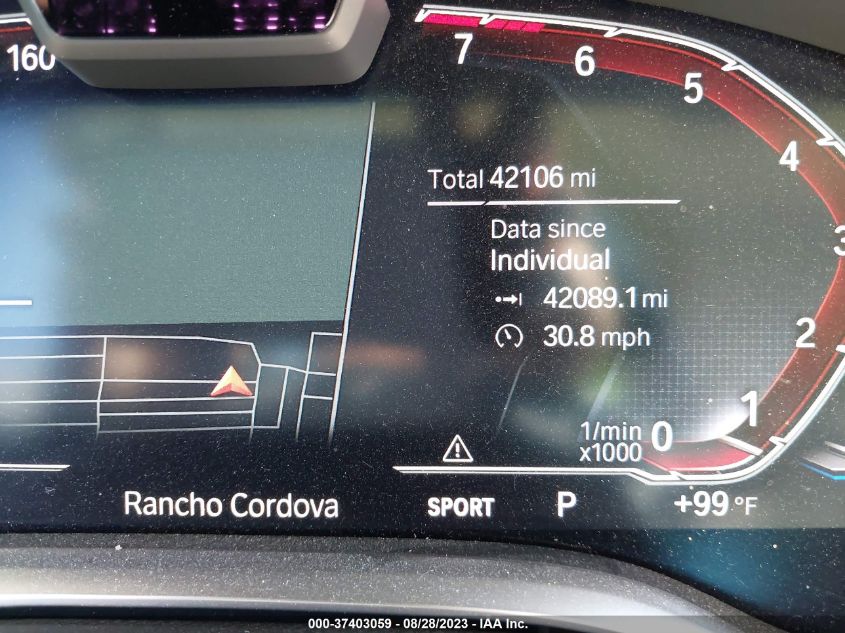 160
7
6
5
4
3
2
1
0
Total 42106 mi
Data since
Individual
42089.1 mi
30.8 mph
1/min
x1000
Rancho Cordova
SPORT
P
+99 °F
000-37403059 - 08/28/2023 - IAA Inc.